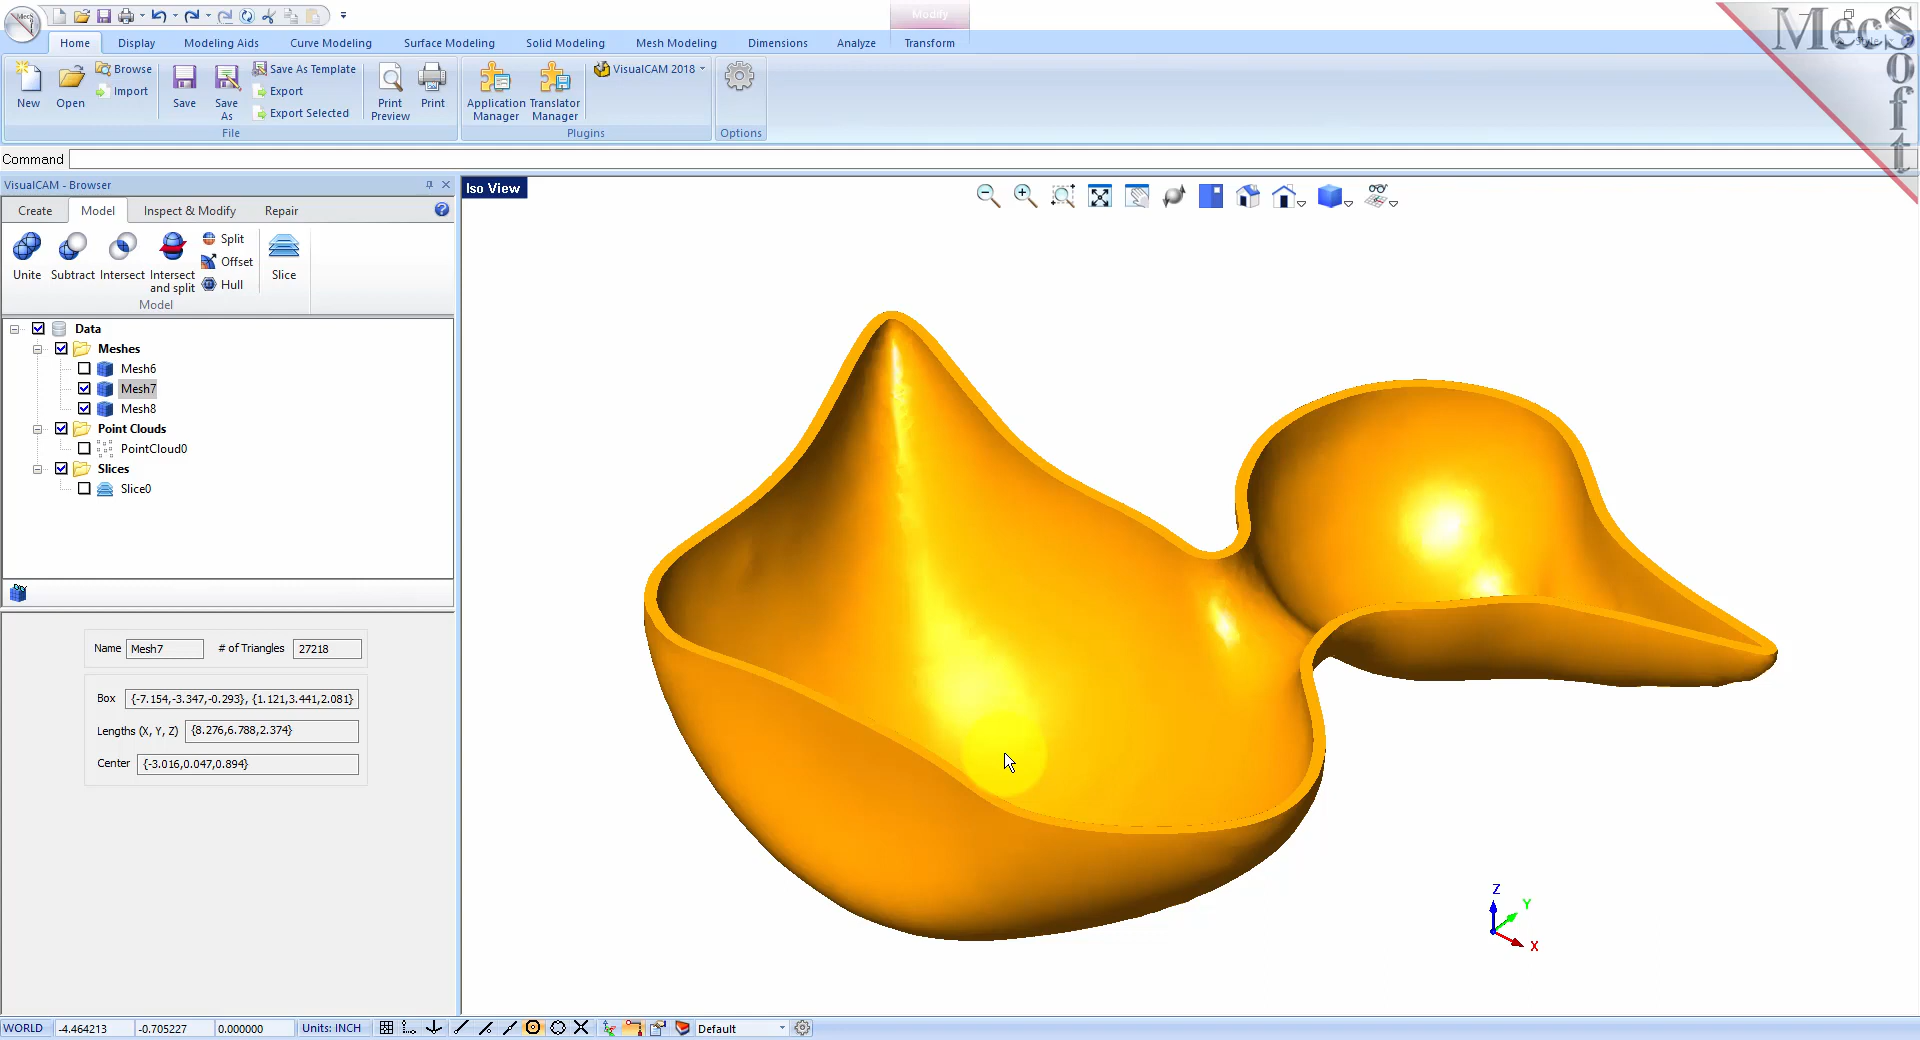 Modify
Home Display Modeling Aids Curve Modeling Surface Modeling Solid Modeling Mesh Modeling Dimensions Analyze Transform
MecSoft
New Open Browse Import Save Save As Save As Template Export Export Selected Print Preview Print Application Manager Translator Manager VisualCAM 2018
File Plugins Options
Command
VisualCAM - Browser
Iso View
Create Model Inspect & Modify Repair
Unite Subtract Intersect Intersect and split Split Offset Hull Slice
Model
Data
Meshes
Mesh6
Mesh7
Mesh8
Point Clouds
PointCloud0
Slices
Slice0
Name Mesh7 # of Triangles 27218
Box {-7.154,-3.347,-0.293}, {1.121,3.441,2.081}
Lengths (X, Y, Z) {8.276,6.788,2.374}
Center {-3.016,0.047,0.894}
Z
Y
X
WORLD -4.464213 -0.705227 0.000000 Units: INCH Default